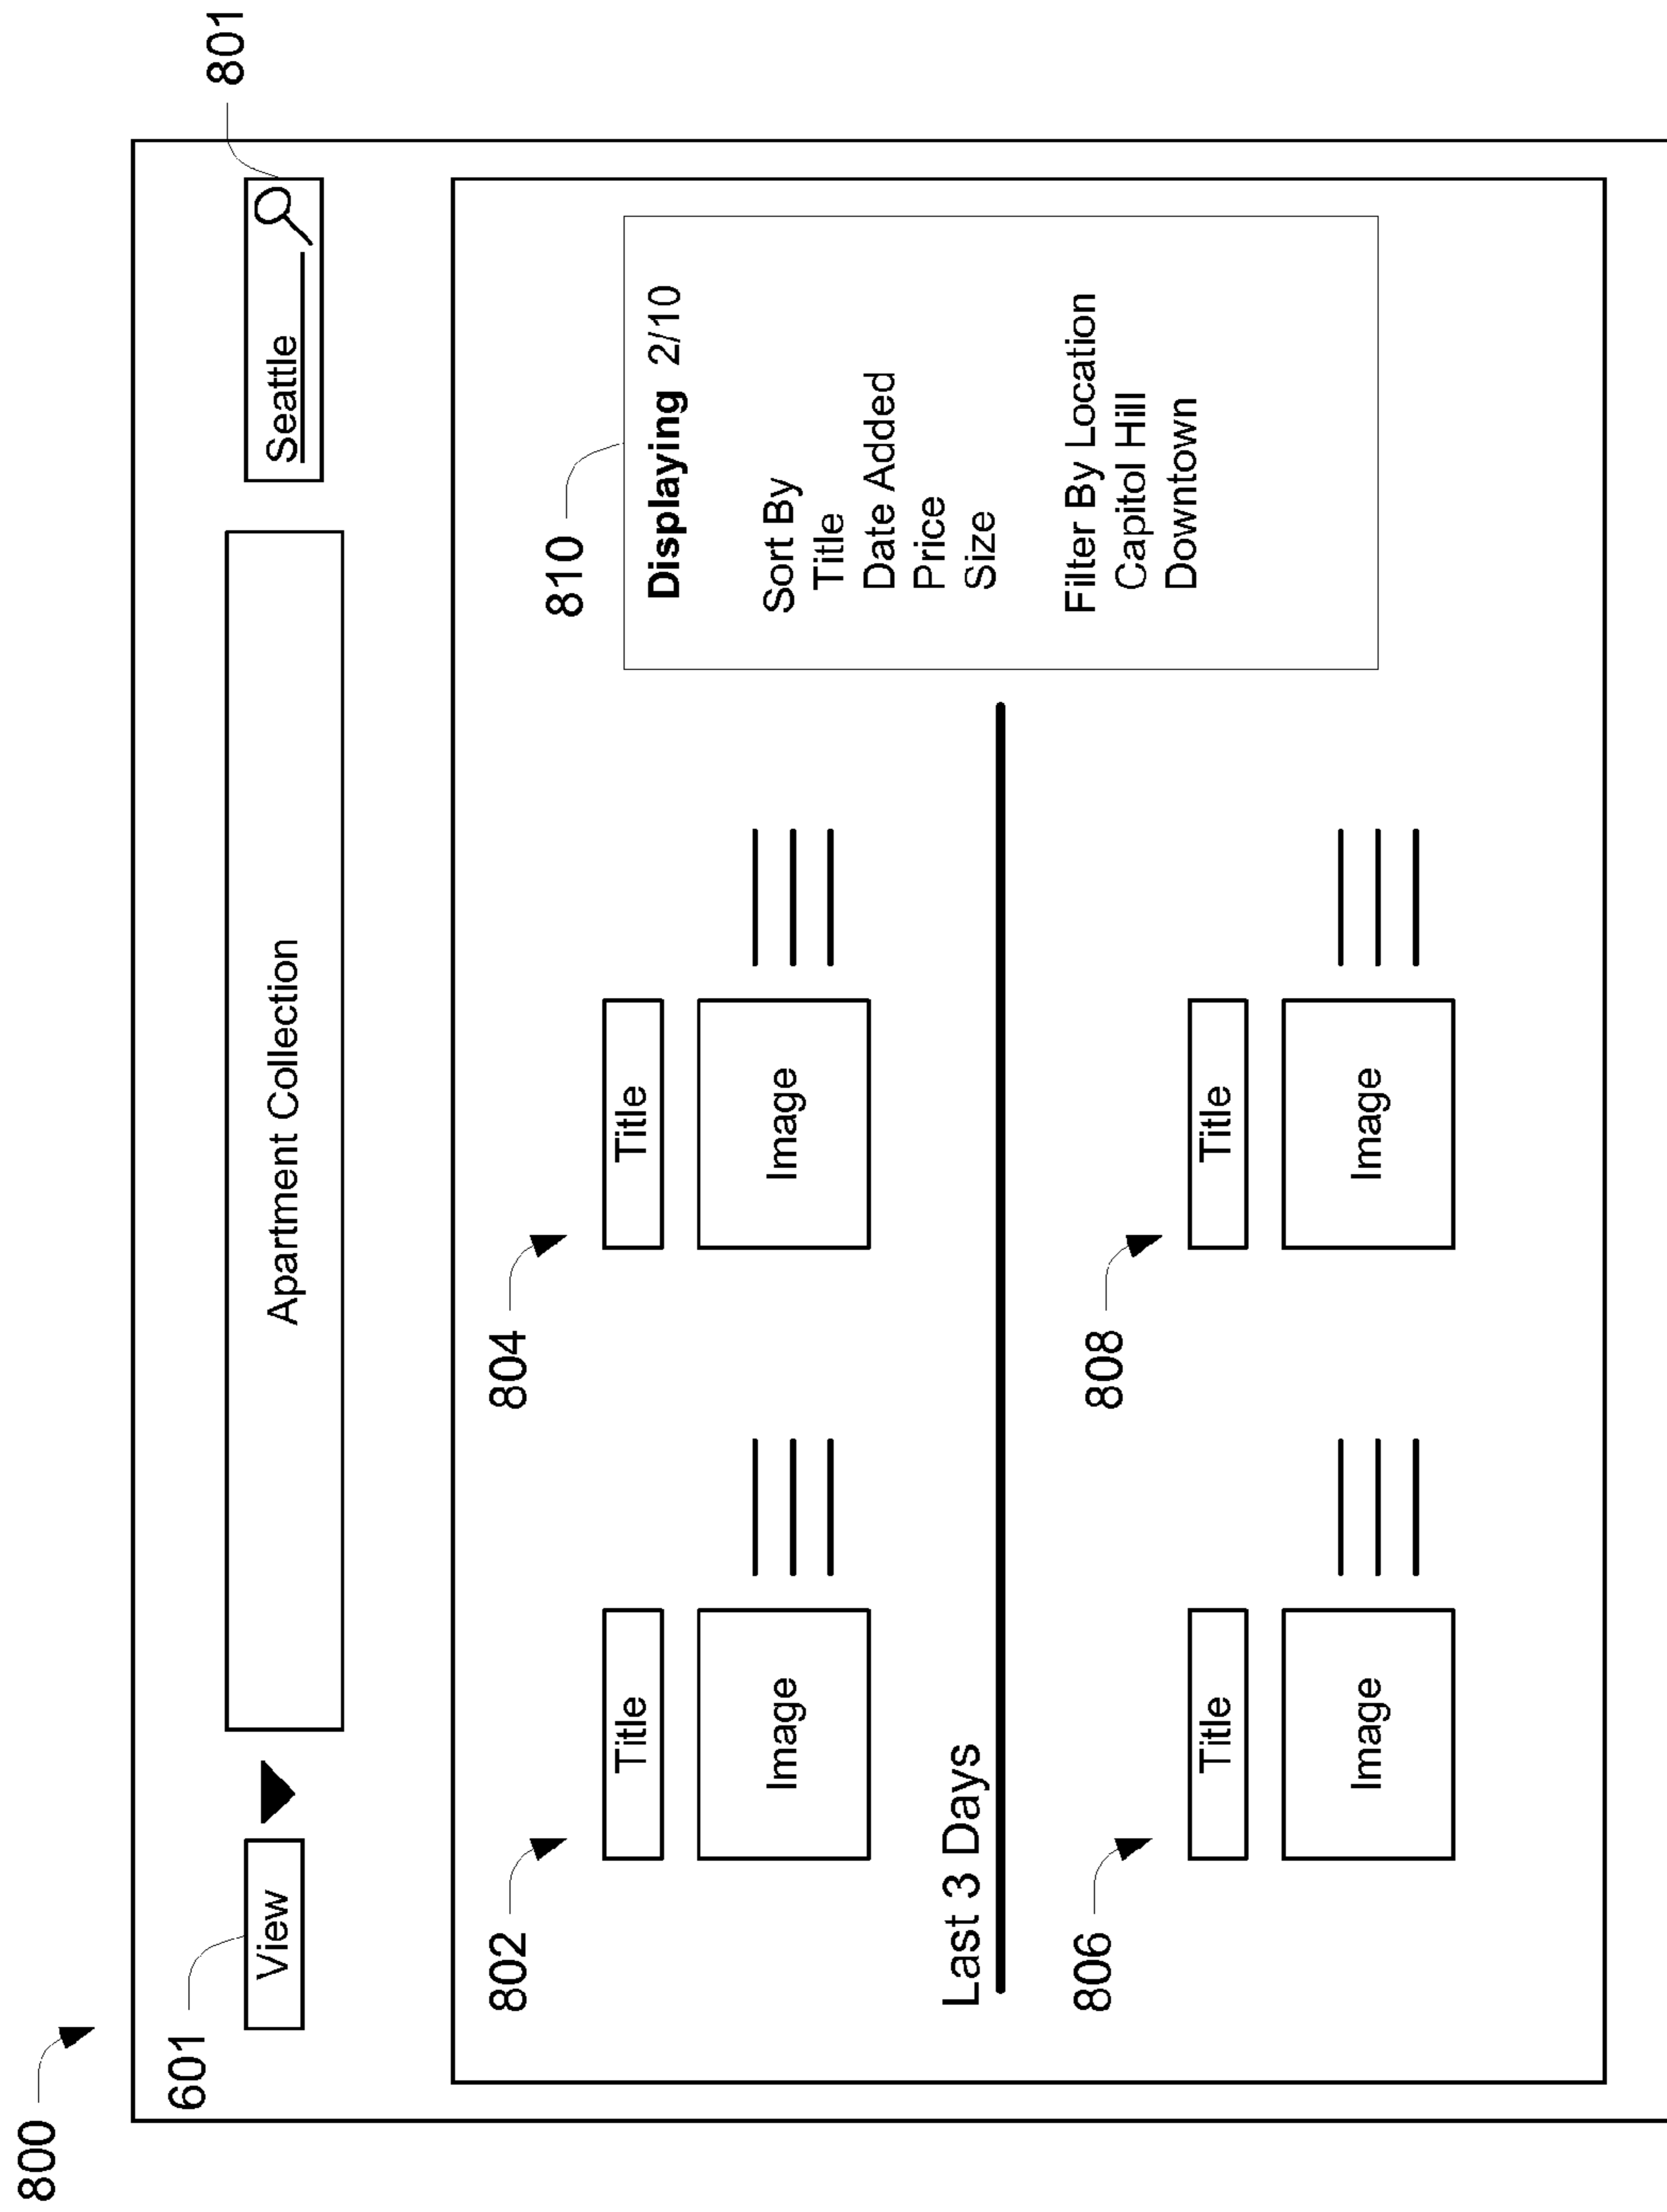 800
601
View
Apartment Collection
Seattle
801
802
Title
Image
804
Title
Image
Last 3 Days
806
Title
Image
808
Title
Image
810
Displaying 2/10
Sort By
Title
Date Added
Price
Size
Filter By Location
Capitol Hill
Downtown